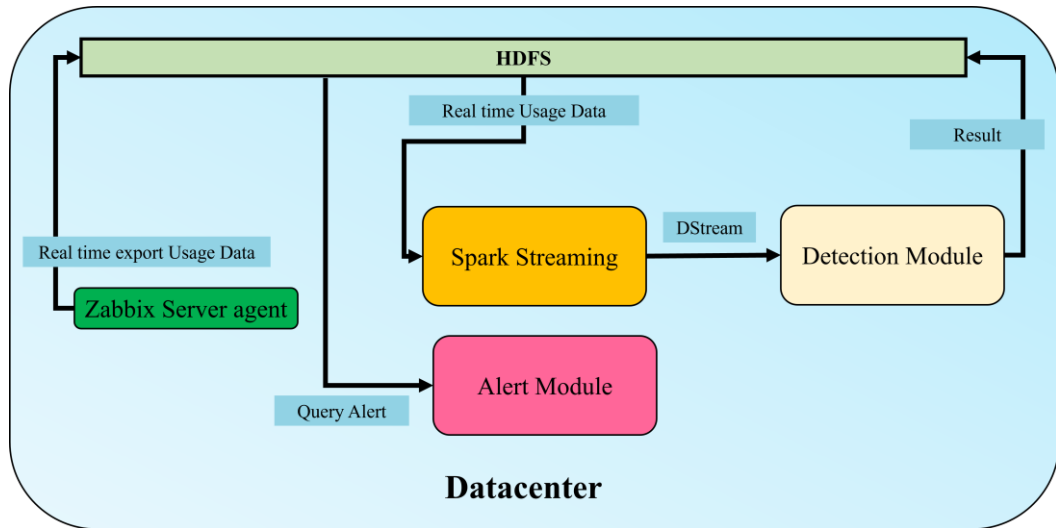 HDFS
Real time Usage Data
Result
DStream
Spark Streaming
Detection Module
Real time export Usage Data
Zabbix Server agent
Alert Module
Query Alert
Datacenter